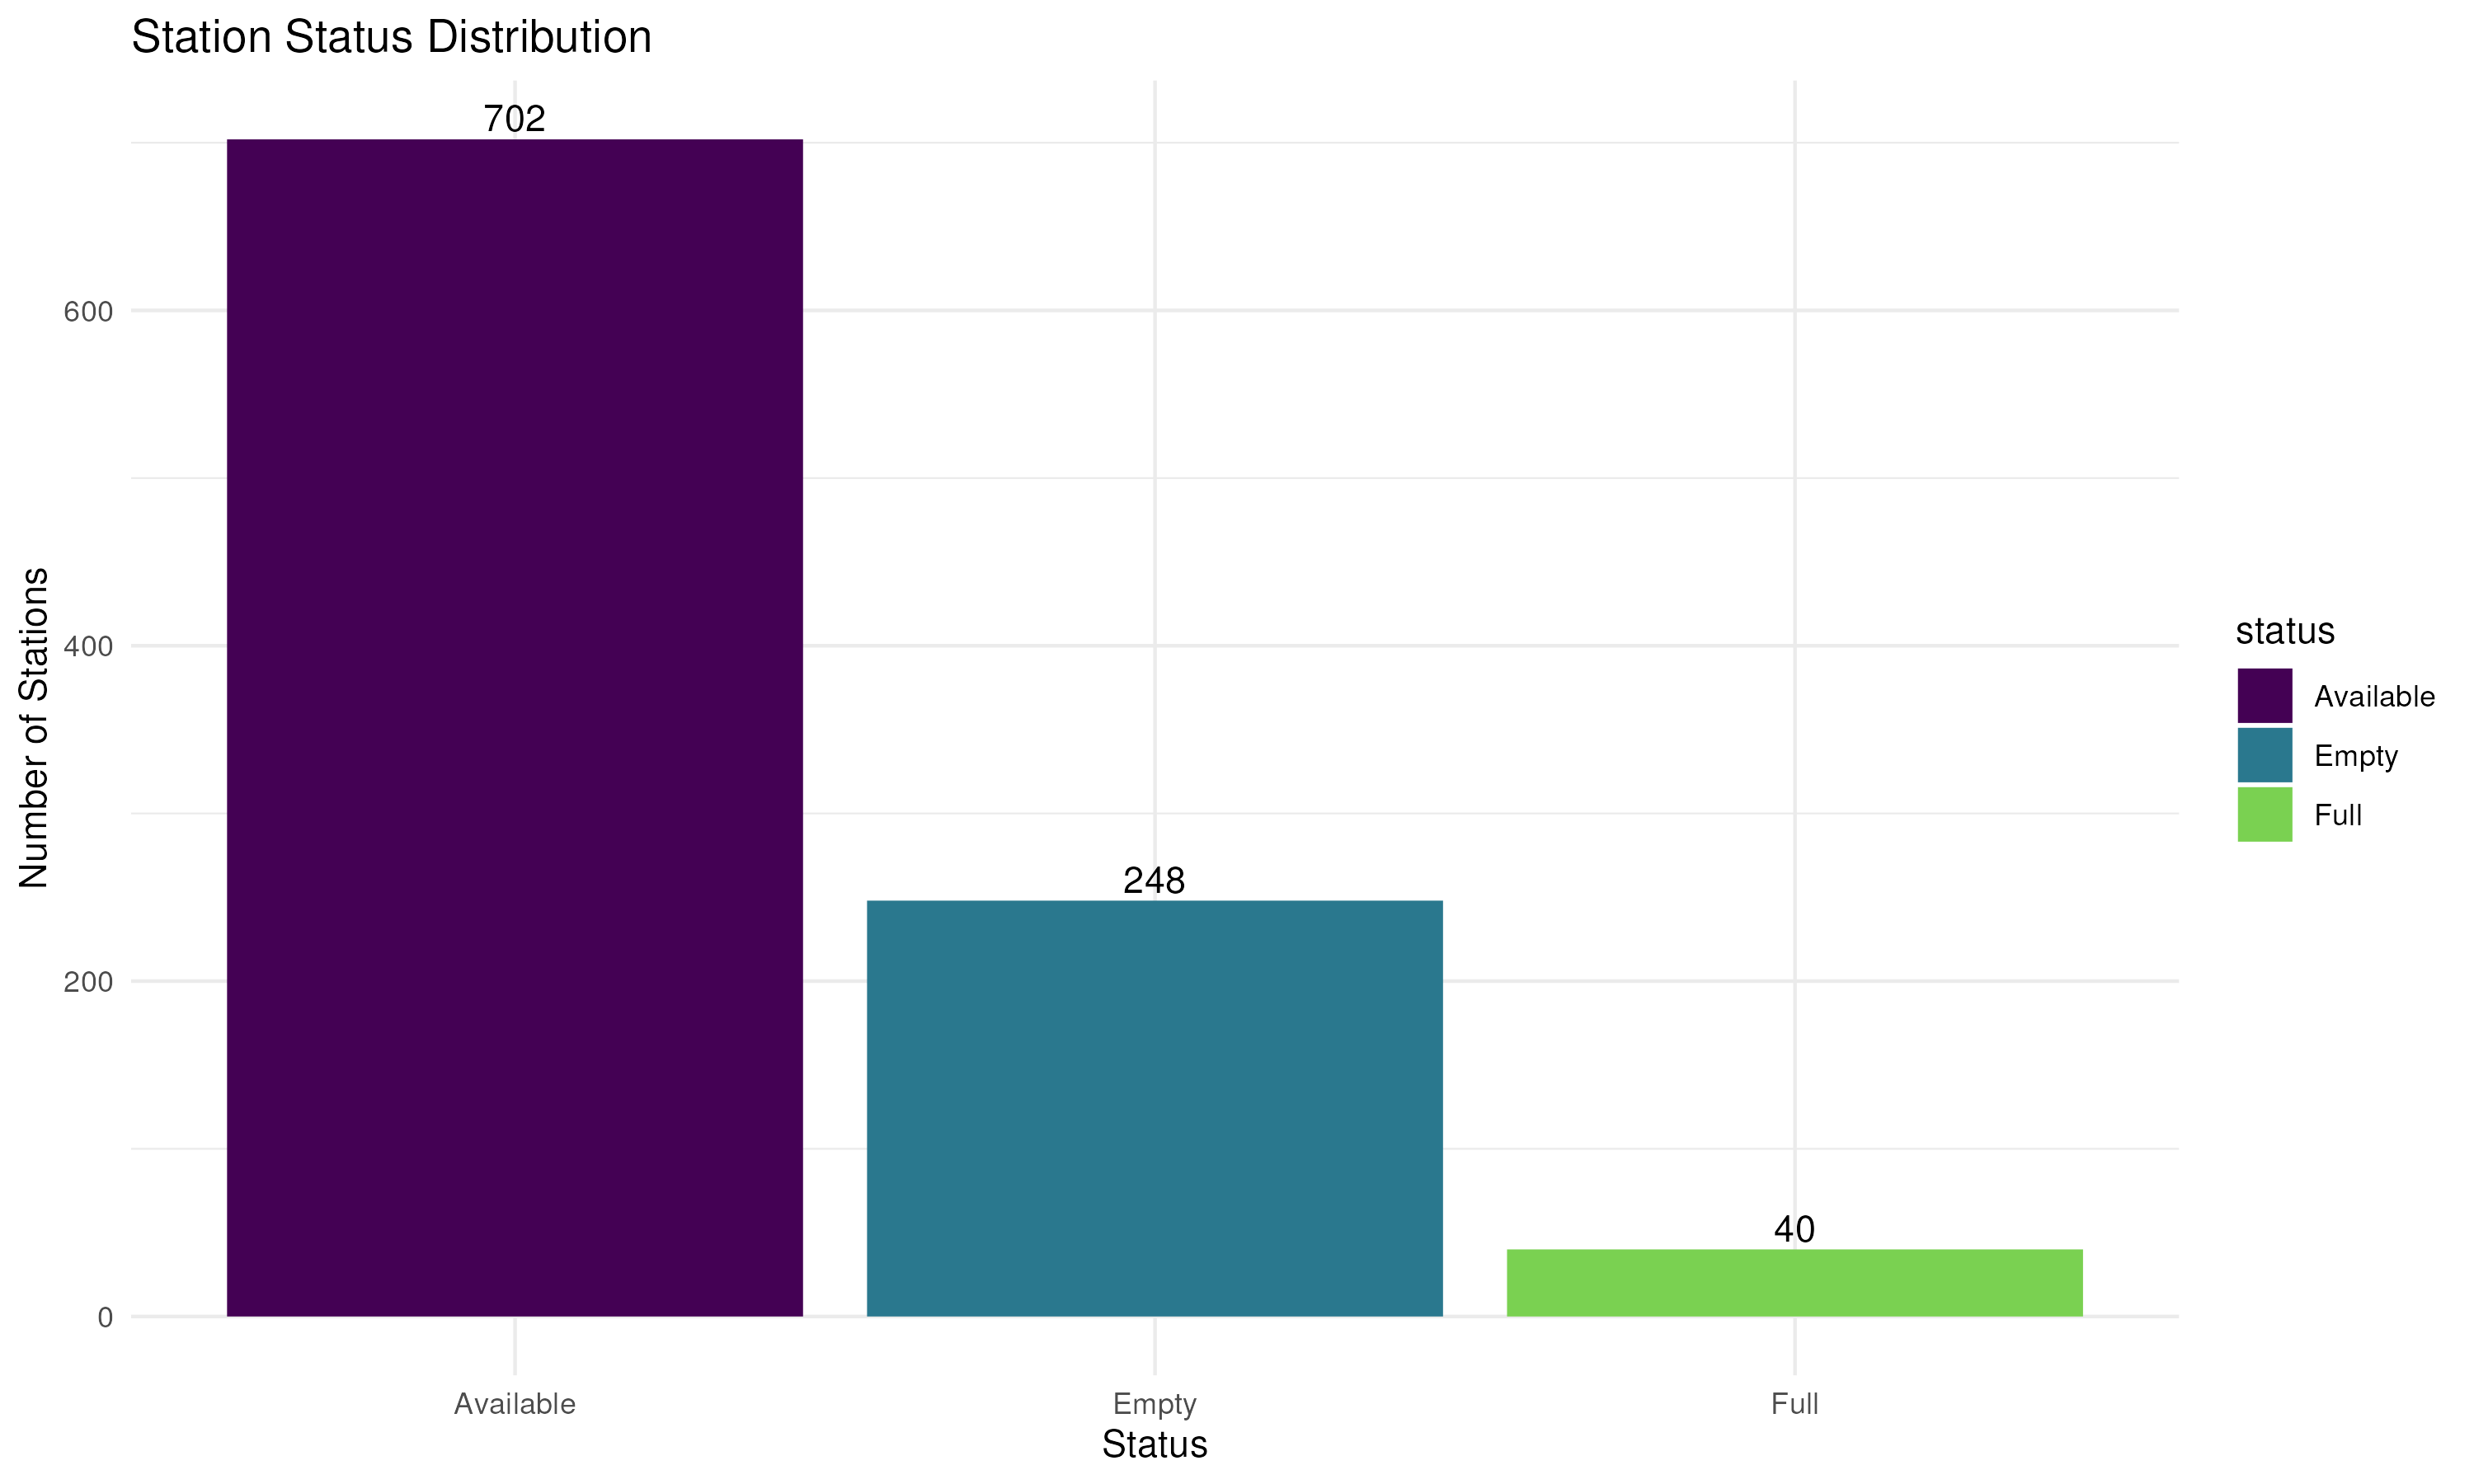 Station Status Distribution
702
248
40
600
400
200
0
Number of Stations
Available
Empty
Full
Status
status
Available
Empty
Full